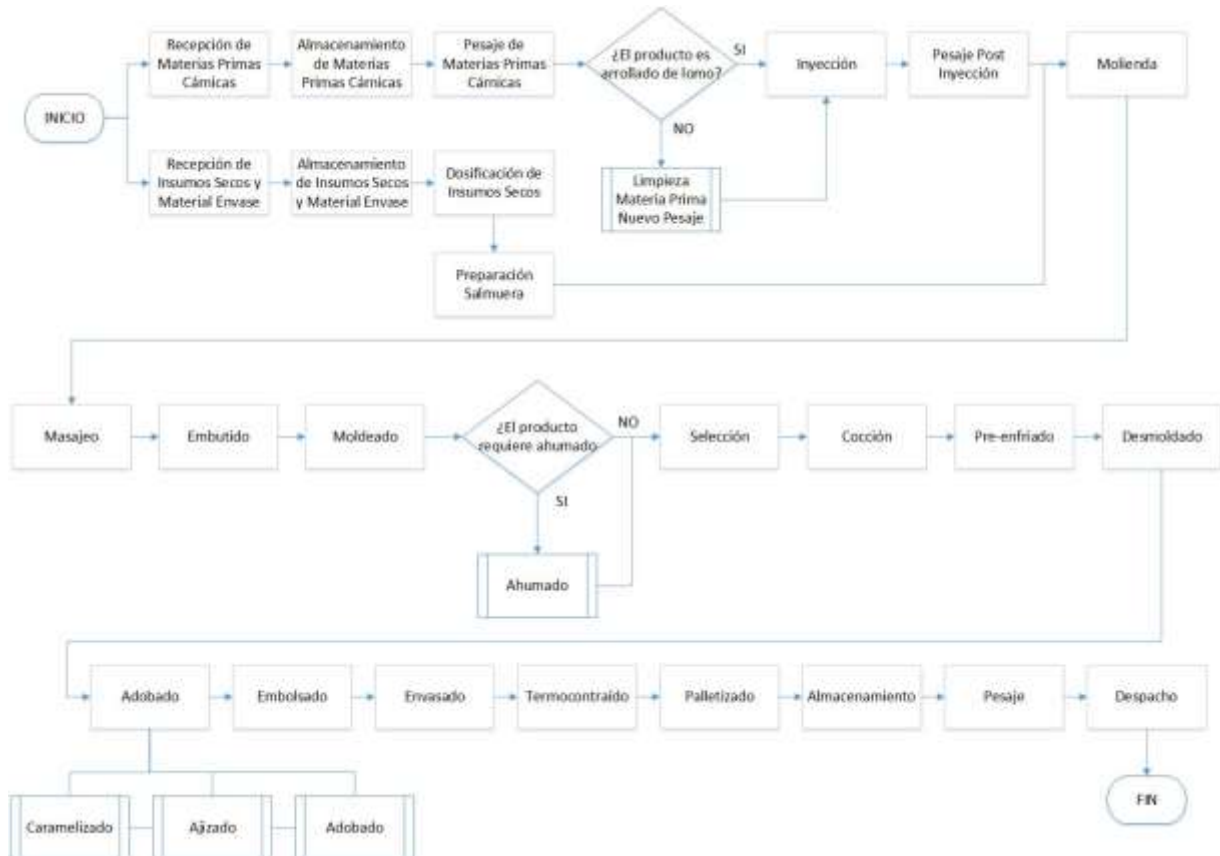 Recepción de
Materias Primas
Cárnicas
Almacenamiento
de Materias
Primas Cárnicas
Pesaje de
Materias Primas
Cárnicas
¿El producto es
arrollado de lomo?
SI
Inyección
Pesaje Post
Inyección
Molienda
INICIO
NO
Recepción de
Insumos Secos y
Material Envase
Almacenamiento
de Insumos Secos
y Material Envase
Dosificación de
Insumos Secos
Limpieza
Materia Prima
Nuevo Pesaje
Preparación
Salmuera
Masajeo
Embutido
Moldeado
¿El producto
requiere ahumado
NO
Selección
Cocción
Pre-enfriado
Desmoldado
SI
Ahumado
Adobado
Embolsado
Envasado
Termocontraído
Palletizado
Almacenamiento
Pesaje
Despacho
Caramelizado
Ajizado
Adobado
FIN